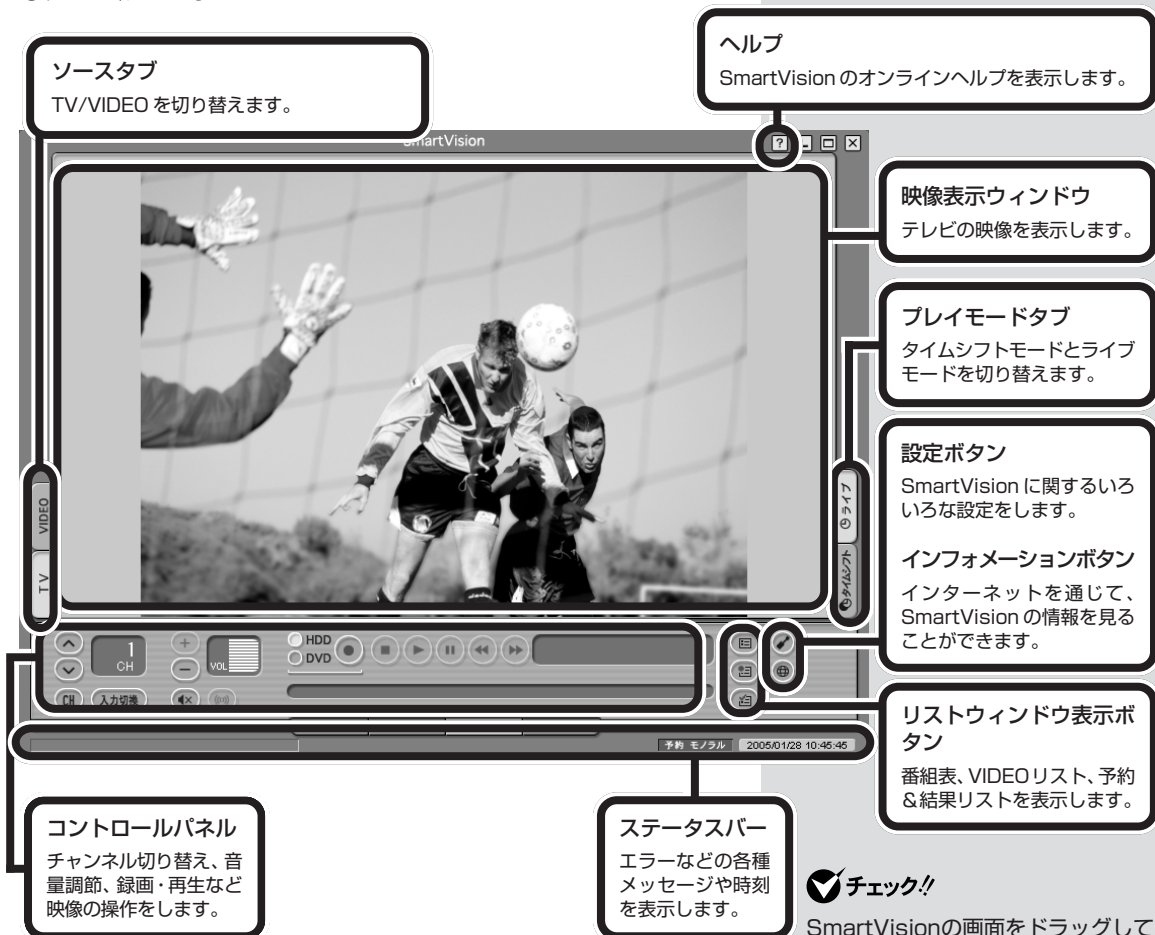 ソースタブ
TV/VIDEO を切り替えます。
ヘルプ
SmartVision のオンラインヘルプを表示します。
SmartVision
映像表示ウィンドウ
テレビの映像を表示します。
プレイモードタブ
タイムシフトモードとライブ
モードを切り替えます。
設定ボタン
SmartVision に関するいろ
いろな設定をします。
インフォメーションボタン
インターネットを通じて、
SmartVision の情報を見る
ことができます。
VIDEO
TV
ライブ
タイムシフト
1
CH
VOL
HDD
DVD
CH
入力切換
予約 モノラル
2005/01/28 10:45:45
リストウィンドウ表示ボ
タン
番組表、VIDEOリスト、予約
&結果リストを表示します。
コントロールパネル
チャンネル切り替え、音
量調節、録画・再生など
映像の操作をします。
ステータスバー
エラーなどの各種
メッセージや時刻
を表示します。
チェック!!
SmartVisionの画面をドラッグして